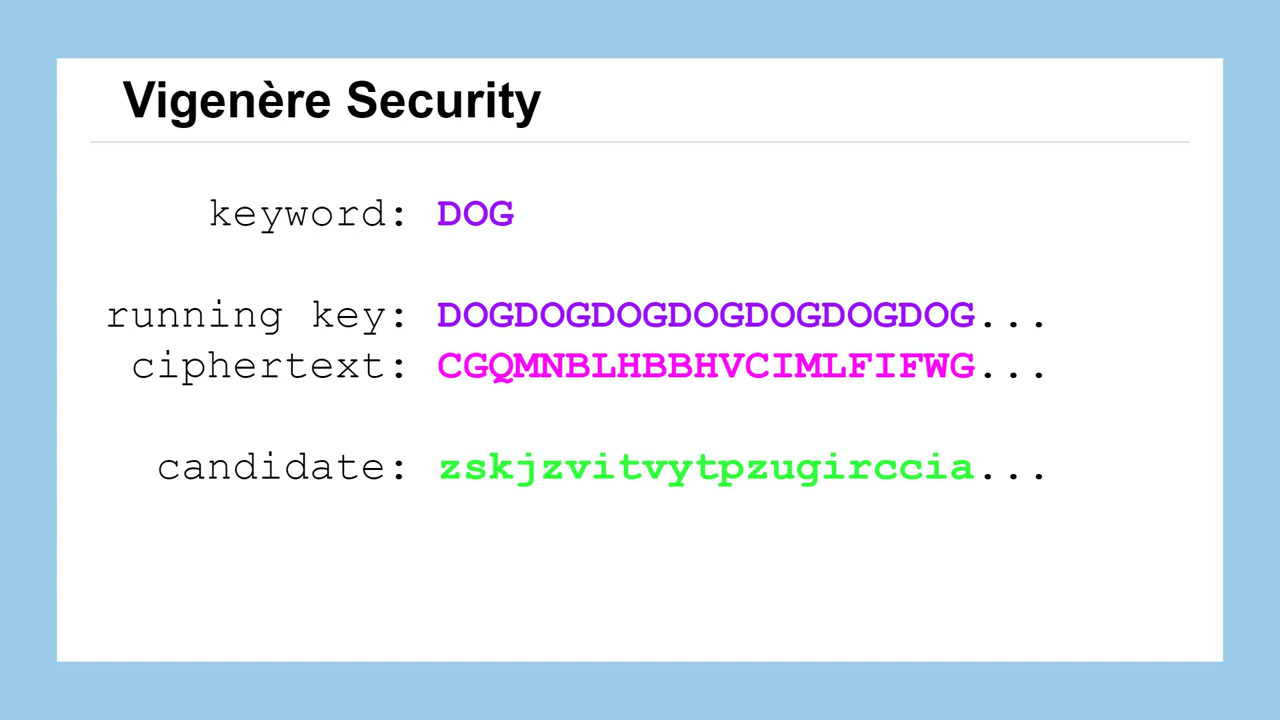 Vigenère Security
keyword: DOG
running key: DOGDOGDOGDOGDOGDOGDOG...
ciphertext: CGQMNBLHBBHVCIMLFIFWG...
candidate: zskjzvitvytpzugirccia...